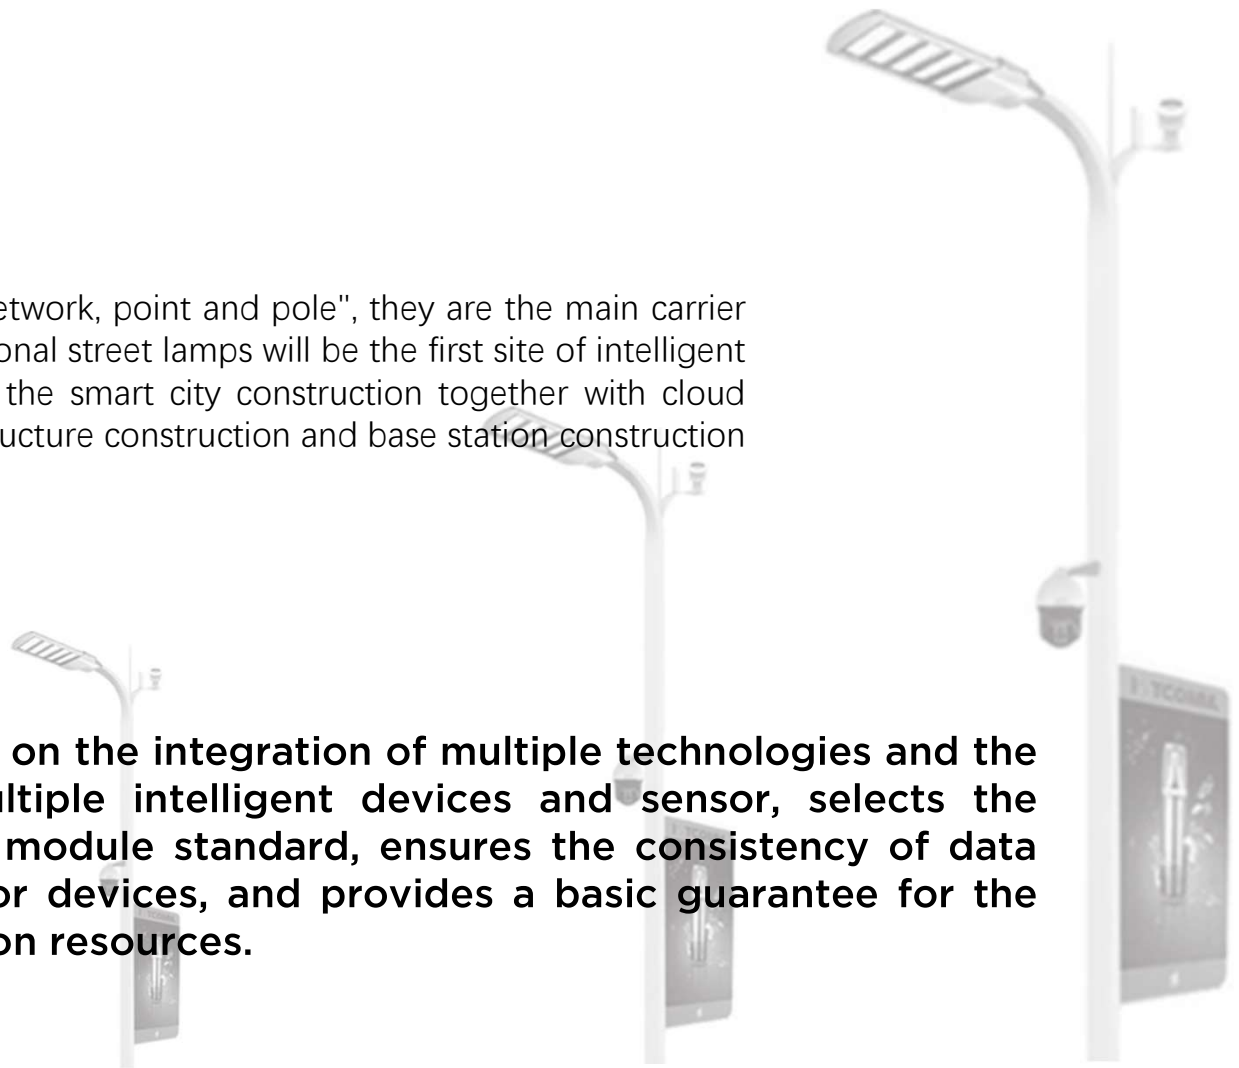 etwork, point and pole", they are the main carrier
onal street lamps will be the first site of intelligent
the smart city construction together with cloud
ucture construction and base station construction
on the integration of multiple technologies and the
ultiple intelligent devices and sensor, selects the
module standard, ensures the consistency of data
or devices, and provides a basic guarantee for the
on resources.